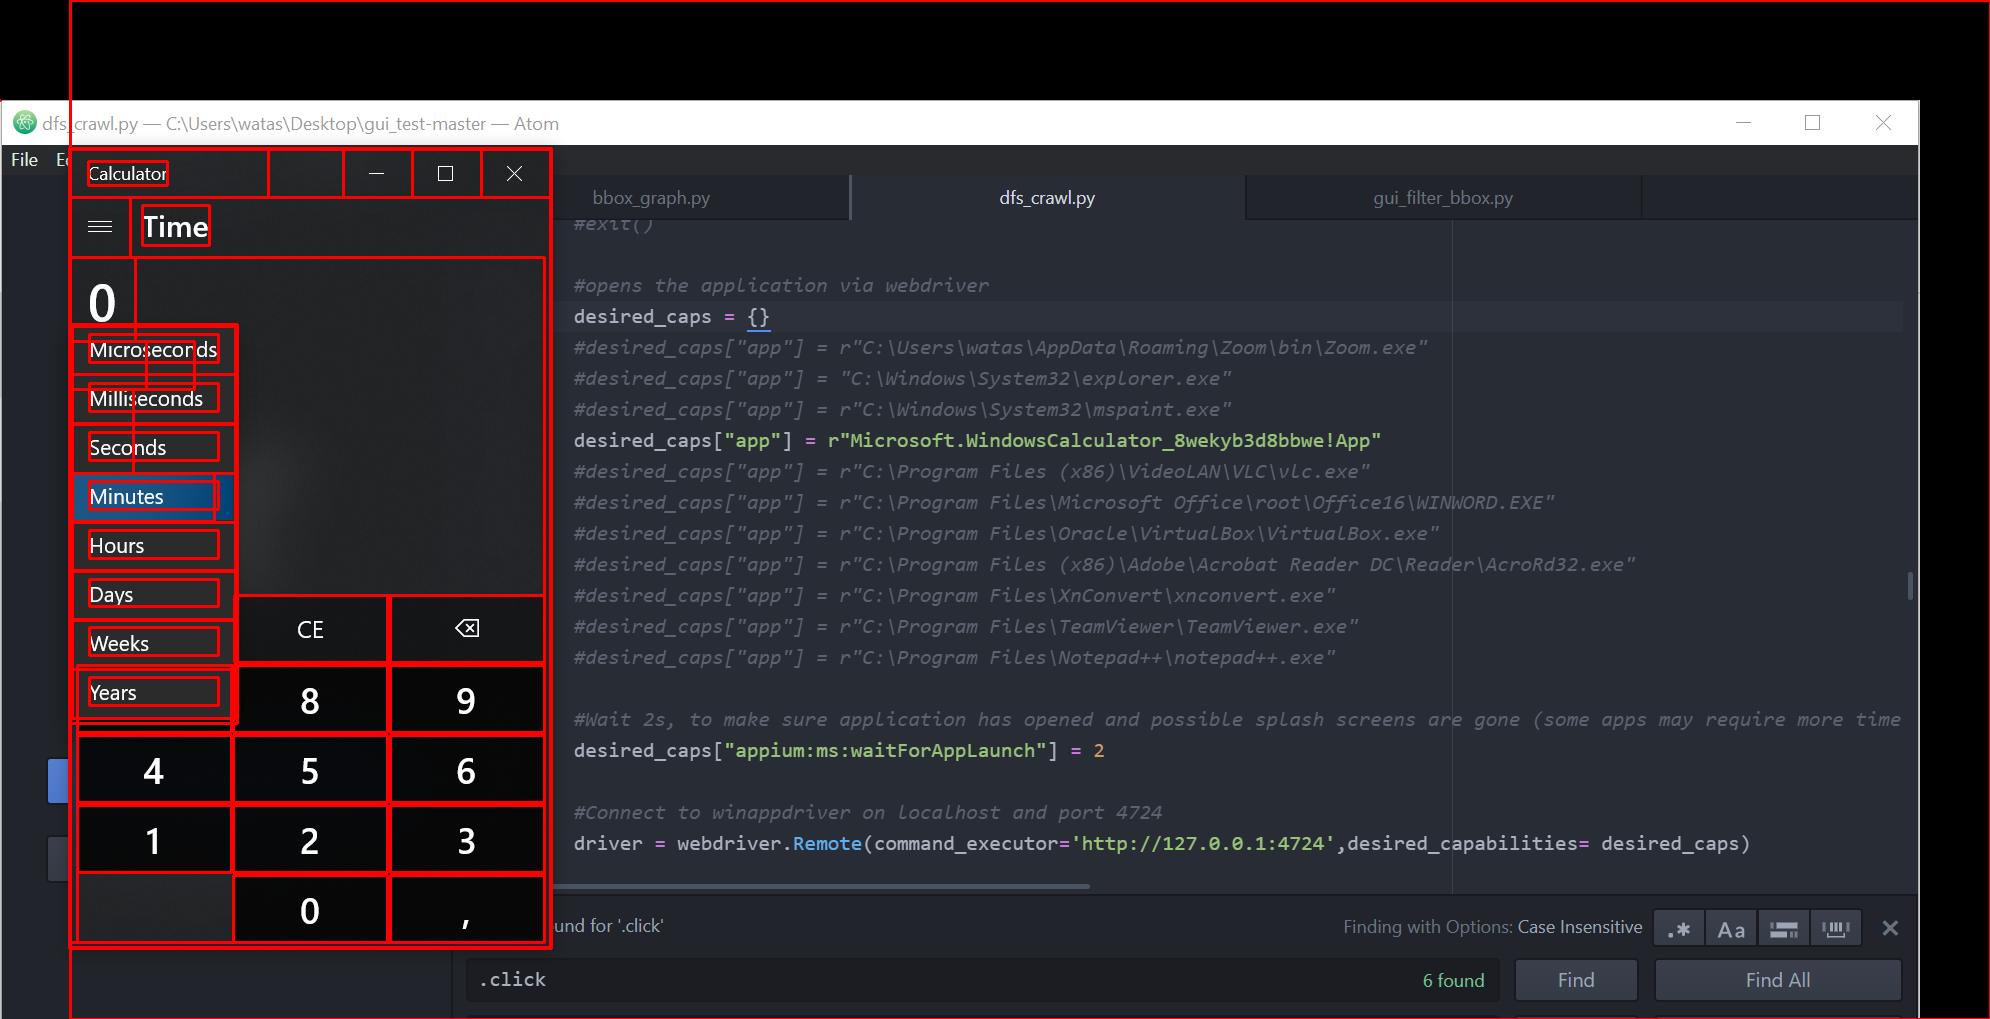 dfs_crawl.py — C:\Users\watas\Desktop\gui_test-master — Atom
File
Calculator
Time
0
Microseconds
Milliseconds
Seconds
Minutes
Hours
Days
Weeks
Years
CE
8 9
4 5 6
1 2 3
0 ,
bbox_graph.py dfs_crawl.py gui_filter_bbox.py
#exit()
#opens the application via webdriver
desired_caps = {}
#desired_caps["app"] = r"C:\Users\watas\AppData\Roaming\Zoom\bin\Zoom.exe"
#desired_caps["app"] = "C:\Windows\System32\explorer.exe"
#desired_caps["app"] = r"C:\Windows\System32\mspaint.exe"
desired_caps["app"] = r"Microsoft.WindowsCalculator_8wekyb3d8bbwe!App"
#desired_caps["app"] = r"C:\Program Files (x86)\VideoLAN\VLC\vlc.exe"
#desired_caps["app"] = r"C:\Program Files\Microsoft Office\root\Office16\WINWORD.EXE"
#desired_caps["app"] = r"C:\Program Files\Oracle\VirtualBox\VirtualBox.exe"
#desired_caps["app"] = r"C:\Program Files (x86)\Adobe\Acrobat Reader DC\Reader\AcroRd32.exe"
#desired_caps["app"] = r"C:\Program Files\XnConvert\xnconvert.exe"
#desired_caps["app"] = r"C:\Program Files\TeamViewer\TeamViewer.exe"
#desired_caps["app"] = r"C:\Program Files\Notepad++\notepad++.exe"
#Wait 2s, to make sure application has opened and possible splash screens are gone (some apps may require more time
desired_caps["appium:ms:waitForAppLaunch"] = 2
#Connect to winappdriver on localhost and port 4724
driver = webdriver.Remote(command_executor='http://127.0.0.1:4724',desired_capabilities= desired_caps)
und for '.click' Finding with Options: Case Insensitive .* Aa
.click 6 found Find Find All